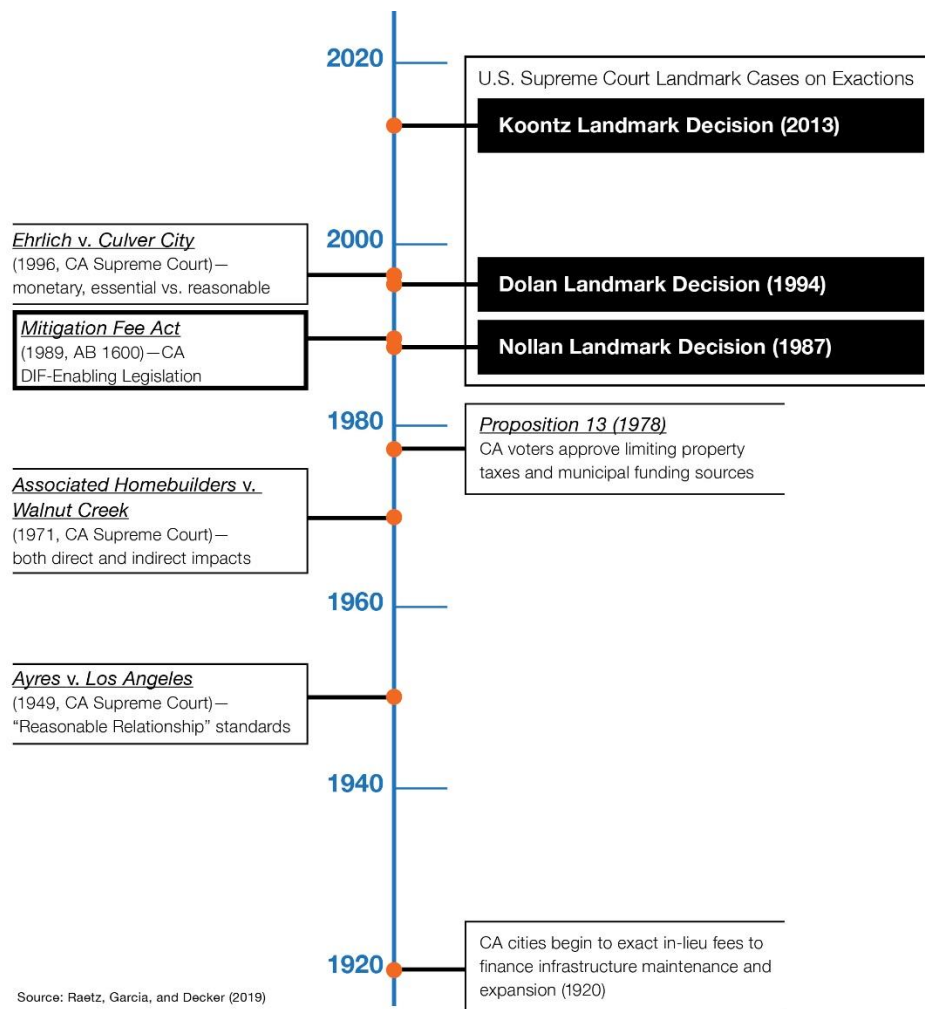 2020
U.S. Supreme Court Landmark Cases on Exactions
Koontz Landmark Decision (2013)
Ehrlich v. Culver City
(1996, CA Supreme Court)—
monetary, essential vs. reasonable
2000
Dolan Landmark Decision (1994)
Mitigation Fee Act
(1989, AB 1600)—CA
DIF-Enabling Legislation
Nollan Landmark Decision (1987)
1980
Proposition 13 (1978)
CA voters approve limiting property
taxes and municipal funding sources
Associated Homebuilders v.
Walnut Creek
(1971, CA Supreme Court)—
both direct and indirect impacts
1960
Ayres v. Los Angeles
(1949, CA Supreme Court)—
“Reasonable Relationship” standards
1940
1920
CA cities begin to exact in-lieu fees to
finance infrastructure maintenance and
expansion (1920)
Source: Raetz, Garcia, and Decker (2019)